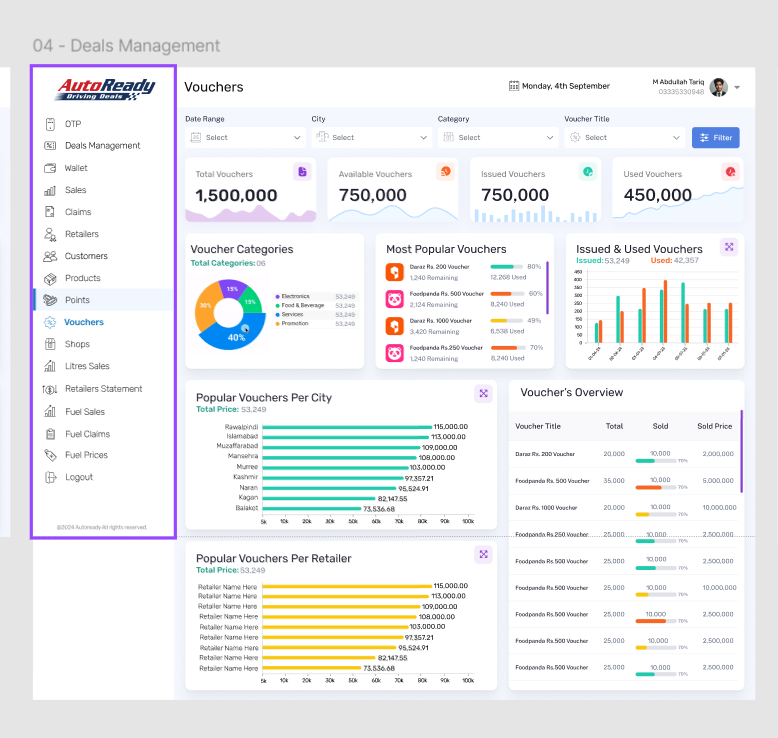 04 - Deals Management
AutoReady
Driving Deals
OTP
Deals Management
Wallet
Sales
Claims
Retailers
Customers
Products
Points
Vouchers
Shops
Litres Sales
Retailers Statement
Fuel Sales
Fuel Claims
Fuel Prices
Logout
©2024 Autoready All rights reserved.
Vouchers
Monday, 4th September
M Abdullah Tariq
03335330948
Date Range
City
Category
Voucher Title
Select
Select
Select
Select
Filter
Total Vouchers
1,500,000
Available Vouchers
750,000
Issued Vouchers
750,000
Used Vouchers
450,000
Voucher Categories
Total Categories: 06
15%
15%
30%
40%
Electronics 53,249
Food & Beverage 53,249
Services 53,249
Promotion 53,249
Most Popular Vouchers
Daraz Rs. 200 Voucher 80%
1,240 Remaining 12,268 Used
Foodpanda Rs. 500 Voucher 60%
2,124 Remaining 8,240 Used
Daraz Rs. 1000 Voucher 49%
3,420 Remaining 6,538 Used
Foodpanda Rs.250 Voucher 70%
1,240 Remaining 8,240 Used
Issued & Used Vouchers
Issued: 53,249 Used: 42,357
450
400
350
300
250
200
150
100
50
0
Popular Vouchers Per City
Total Price: 53,249
Rawalpindi 115,000.00
Islamabad 113,000.00
Muzaffarabad 109,000.00
Mansehra 108,000.00
Murree 103,000.00
Kashmir 97,357.21
Naran 95,524.91
Kagan 82,147.55
Balakot 73,536.68
5k 10k 20k 30k 50k 60k 70k 80k 90k 100k
Popular Vouchers Per Retailer
Total Price: 53,249
Retailer Name Here 115,000.00
Retailer Name Here 113,000.00
Retailer Name Here 109,000.00
Retailer Name Here 108,000.00
Retailer Name Here 103,000.00
Retailer Name Here 97,357.21
Retailer Name Here 95,524.91
Retailer Name Here 82,147.55
Retailer Name Here 73,536.68
5k 10k 20k 30k 50k 60k 70k 80k 90k 100k
Voucher's Overview
Voucher Title Total Sold Sold Price
Daraz Rs. 200 Voucher 20,000 10,000 70% 2,000,000
Foodpanda Rs. 500 Voucher 35,000 10,000 70% 5,000,000
Daraz Rs. 1000 Voucher 20,000 10,000 70% 10,000,000
Foodpanda Rs.250 Voucher 25,000 10,000 70% 2,500,000
Foodpanda Rs.500 Voucher 25,000 10,000 70% 2,500,000
Foodpanda Rs.500 Voucher 25,000 10,000 70% 10,000,000
Foodpanda Rs.500 Voucher 25,000 10,000 70% 2,500,000
Foodpanda Rs.500 Voucher 25,000 10,000 70% 2,500,000
Foodpanda Rs.500 Voucher 25,000 10,000 70% 2,500,000